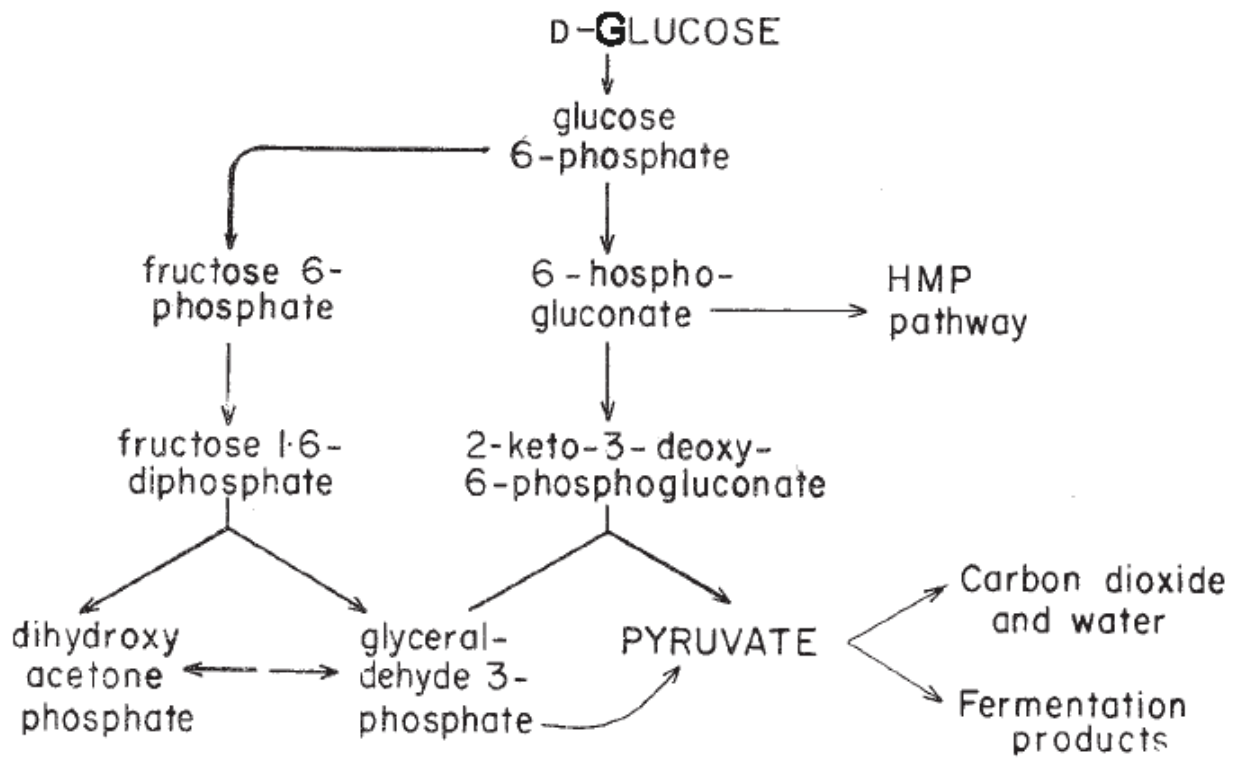 D-GLUCOSE
glucose
6-phosphate
fructose 6-
phosphate
6-hospho-
gluconate
HMP
pathway
fructose 1·6-
diphosphate
2-keto-3-deoxy-
6-phosphogluconate
dihydroxy
acetone
phosphate
glyceral-
dehyde 3-
phosphate
PYRUVATE
Carbon dioxide
and water
Fermentation
products